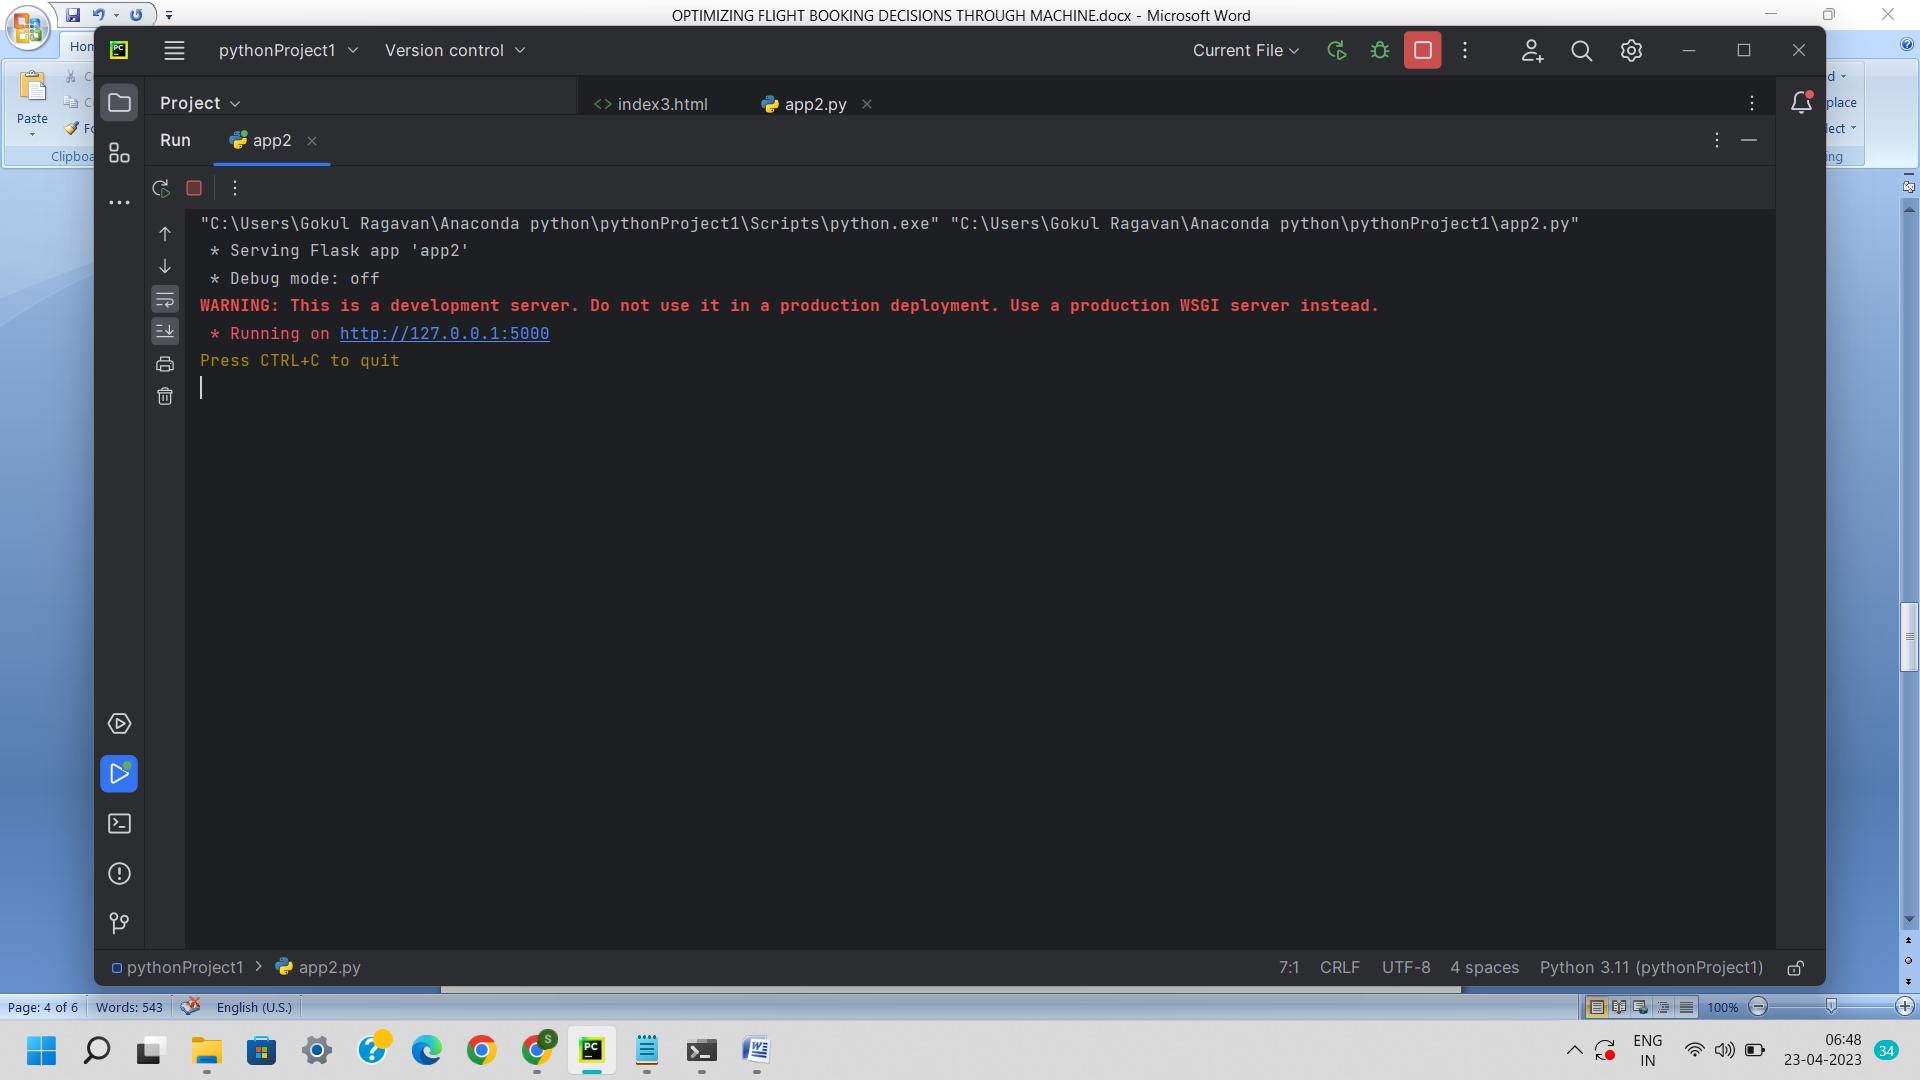 OPTIMIZING FLIGHT BOOKING DECISIONS THROUGH MACHINE.docx - Microsoft Word
Paste
PC
pythonProject1
Version control
Current File
Project
index3.html
app2.py
Run
app2
"C:\Users\Gokul Ragavan\Anaconda python\pythonProject1\Scripts\python.exe" "C:\Users\Gokul Ragavan\Anaconda python\pythonProject1\app2.py"
* Serving Flask app 'app2'
* Debug mode: off
WARNING: This is a development server. Do not use it in a production deployment. Use a production WSGI server instead.
* Running on http://127.0.0.1:5000
Press CTRL+C to quit
pythonProject1 > app2.py
7:1 CRLF UTF-8 4 spaces Python 3.11 (pythonProject1)
Page: 4 of 6 Words: 543 English (U.S.) 100%
S
PC
ENG
IN
06:48
23-04-2023
34